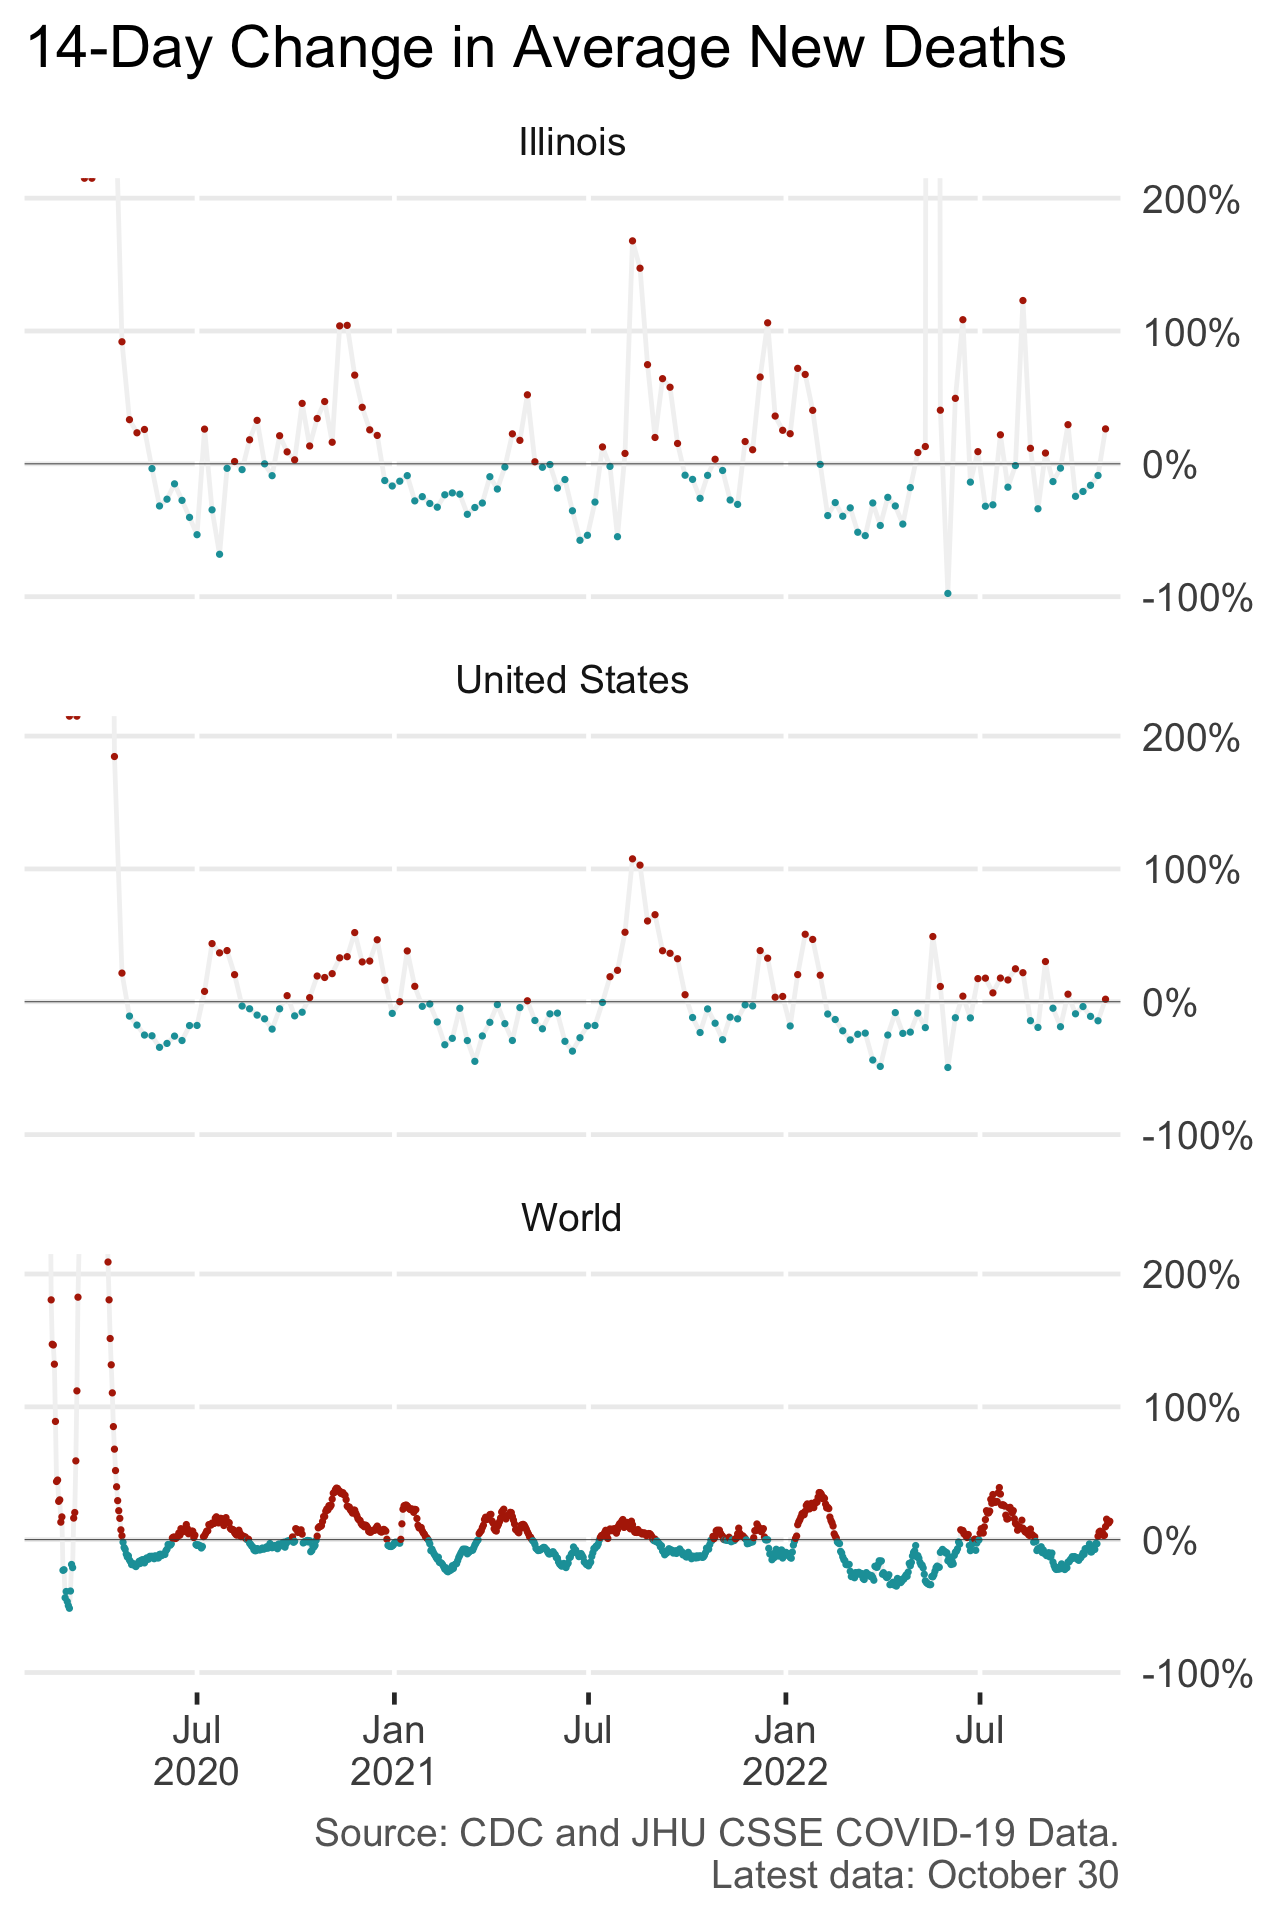 14-Day Change in Average New Deaths
Illinois
200%
100%
0%
-100%
United States
200%
100%
0%
-100%
World
200%
100%
0%
-100%
Jul Jan Jul Jan Jul
2020 2021 2022
Source: CDC and JHU CSSE COVID-19 Data.
Latest data: October 30